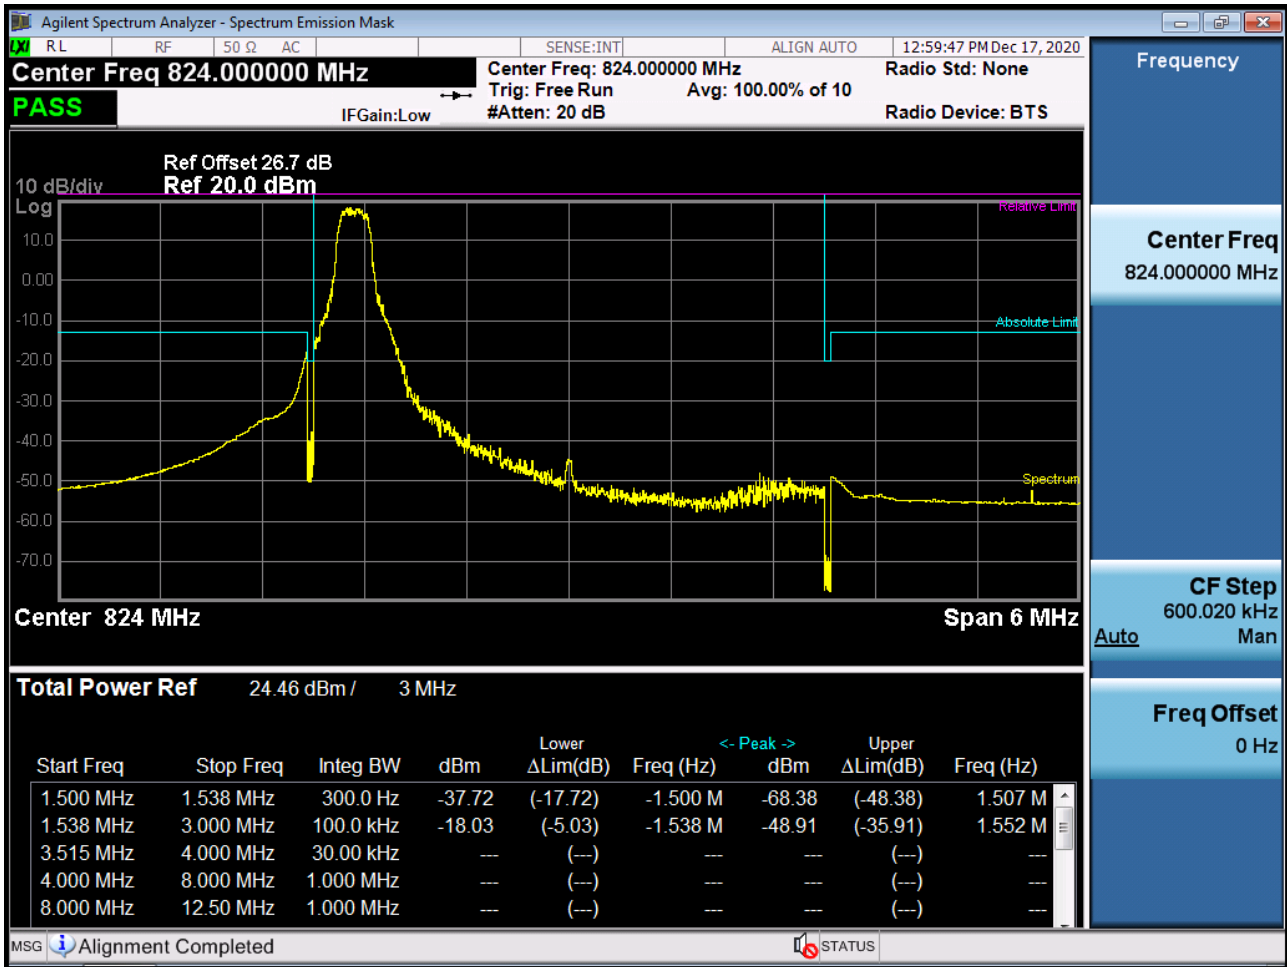 Agilent Spectrum Analyzer - Spectrum Emission Mask
LXI RL RF 50 Ω AC SENSE:INT ALIGN AUTO 12:59:47 PM Dec 17, 2020
Center Freq 824.000000 MHz
PASS
IFGain:Low
Center Freq: 824.000000 MHz
Trig: Free Run Avg: 100.00% of 10
#Atten: 20 dB
Radio Std: None
Radio Device: BTS
Ref Offset 26.7 dB
10 dB/div Ref 20.0 dBm
Log
Relative Limit
10.0
0.00
-10.0
Absolute Limit
-20.0
-30.0
-40.0
-50.0
Spectrum
-60.0
-70.0
Center 824 MHz Span 6 MHz
Total Power Ref 24.46 dBm / 3 MHz
Lower <- Peak -> Upper
Start Freq Stop Freq Integ BW dBm ΔLim(dB) Freq (Hz) dBm ΔLim(dB) Freq (Hz)
1.500 MHz 1.538 MHz 300.0 Hz -37.72 (-17.72) -1.500 M -68.38 (-48.38) 1.507 M
1.538 MHz 3.000 MHz 100.0 kHz -18.03 (-5.03) -1.538 M -48.91 (-35.91) 1.552 M
3.515 MHz 4.000 MHz 30.00 kHz --- (---) --- --- (---) ---
4.000 MHz 8.000 MHz 1.000 MHz --- (---) --- --- (---) ---
8.000 MHz 12.50 MHz 1.000 MHz --- (---) --- --- (---) ---
MSG Alignment Completed STATUS
Frequency
Center Freq
824.000000 MHz
CF Step
600.020 kHz
Auto Man
Freq Offset
0 Hz